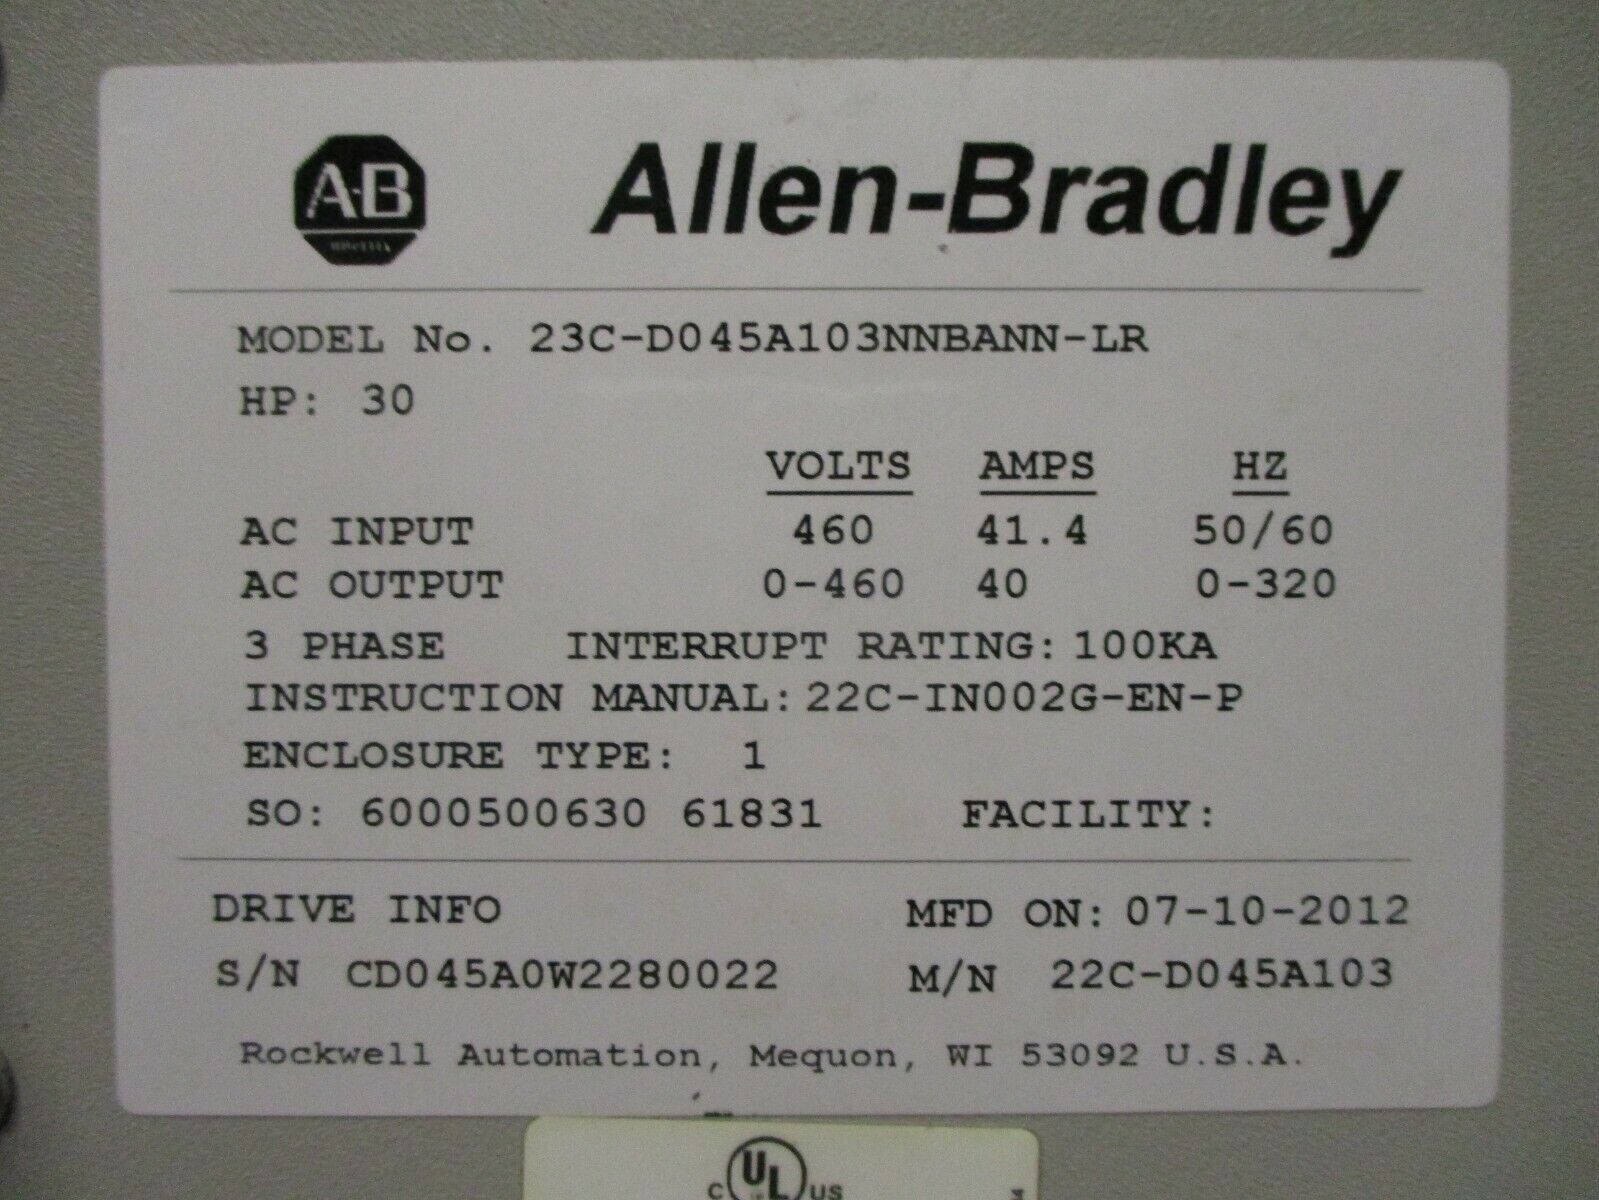 A-B
Allen-Bradley
MODEL No. 23C-D045A103NNBANN-LR
HP: 30
VOLTS AMPS HZ
AC INPUT 460 41.4 50/60
AC OUTPUT 0-460 40 0-320
3 PHASE INTERRUPT RATING: 100KA
INSTRUCTION MANUAL: 22C-IN002G-EN-P
ENCLOSURE TYPE: 1
SO: 6000500630 61831 FACILITY:
DRIVE INFO MFD ON: 07-10-2012
S/N CD045A0W2280022 M/N 22C-D045A103
Rockwell Automation, Mequon, WI 53092 U.S.A.
C UL US